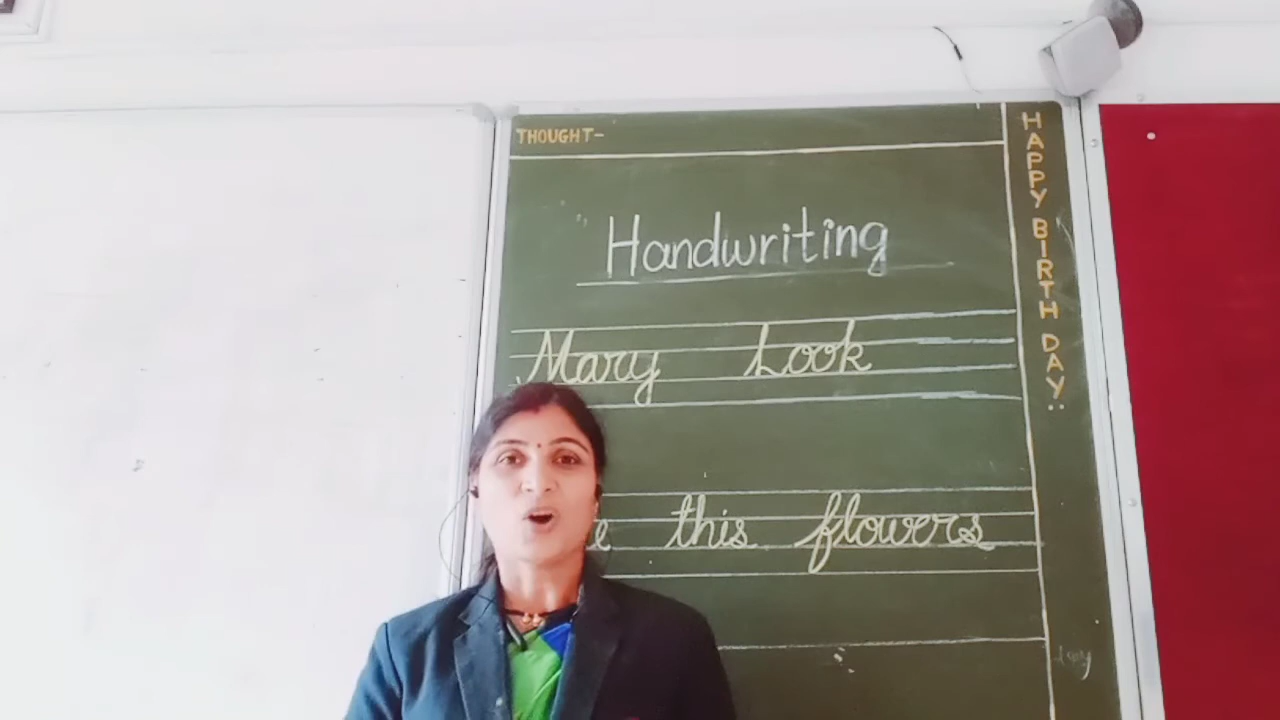 THOUGHT-
Handwriting
Mary Look
this flowers
HAPPY BIRTH DAY